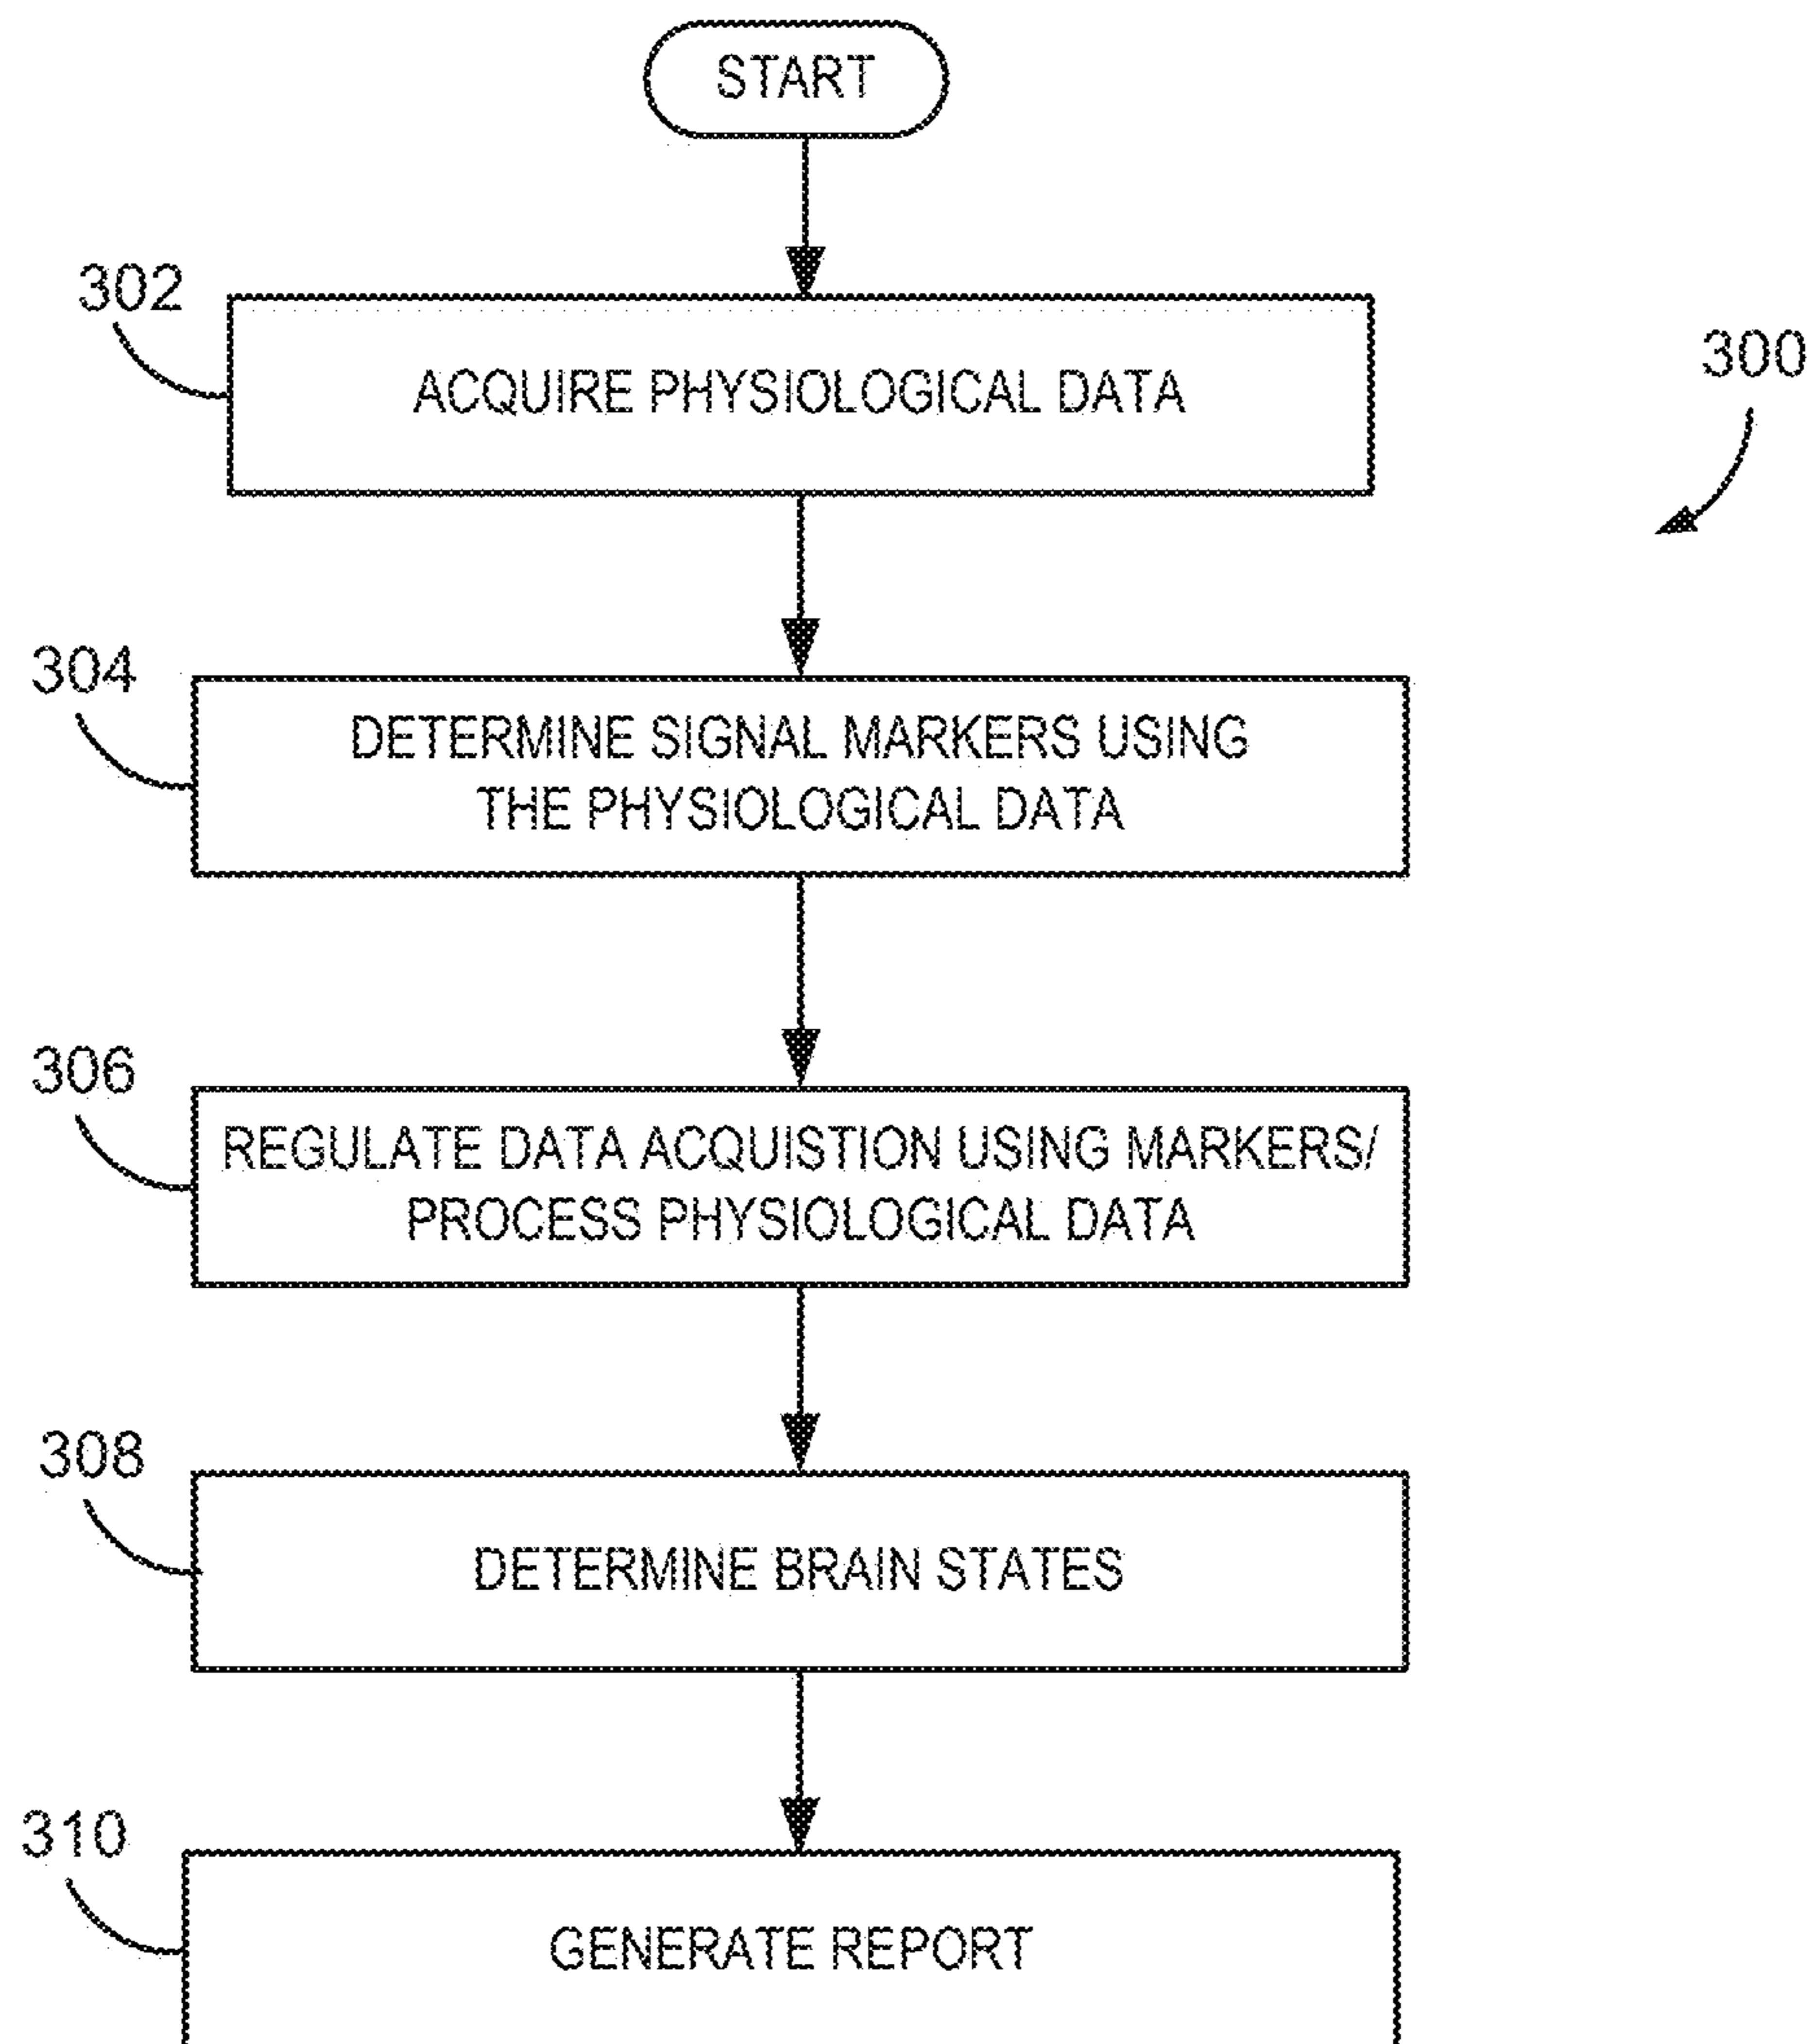 START
302
ACQUIRE PHYSIOLOGICAL DATA
300
304
DETERMINE SIGNAL MARKERS USING
THE PHYSIOLOGICAL DATA
306
REGULATE DATA ACQUISTION USING MARKERS/
PROCESS PHYSIOLOGICAL DATA
308
DETERMINE BRAIN STATES
310
GENERATE REPORT